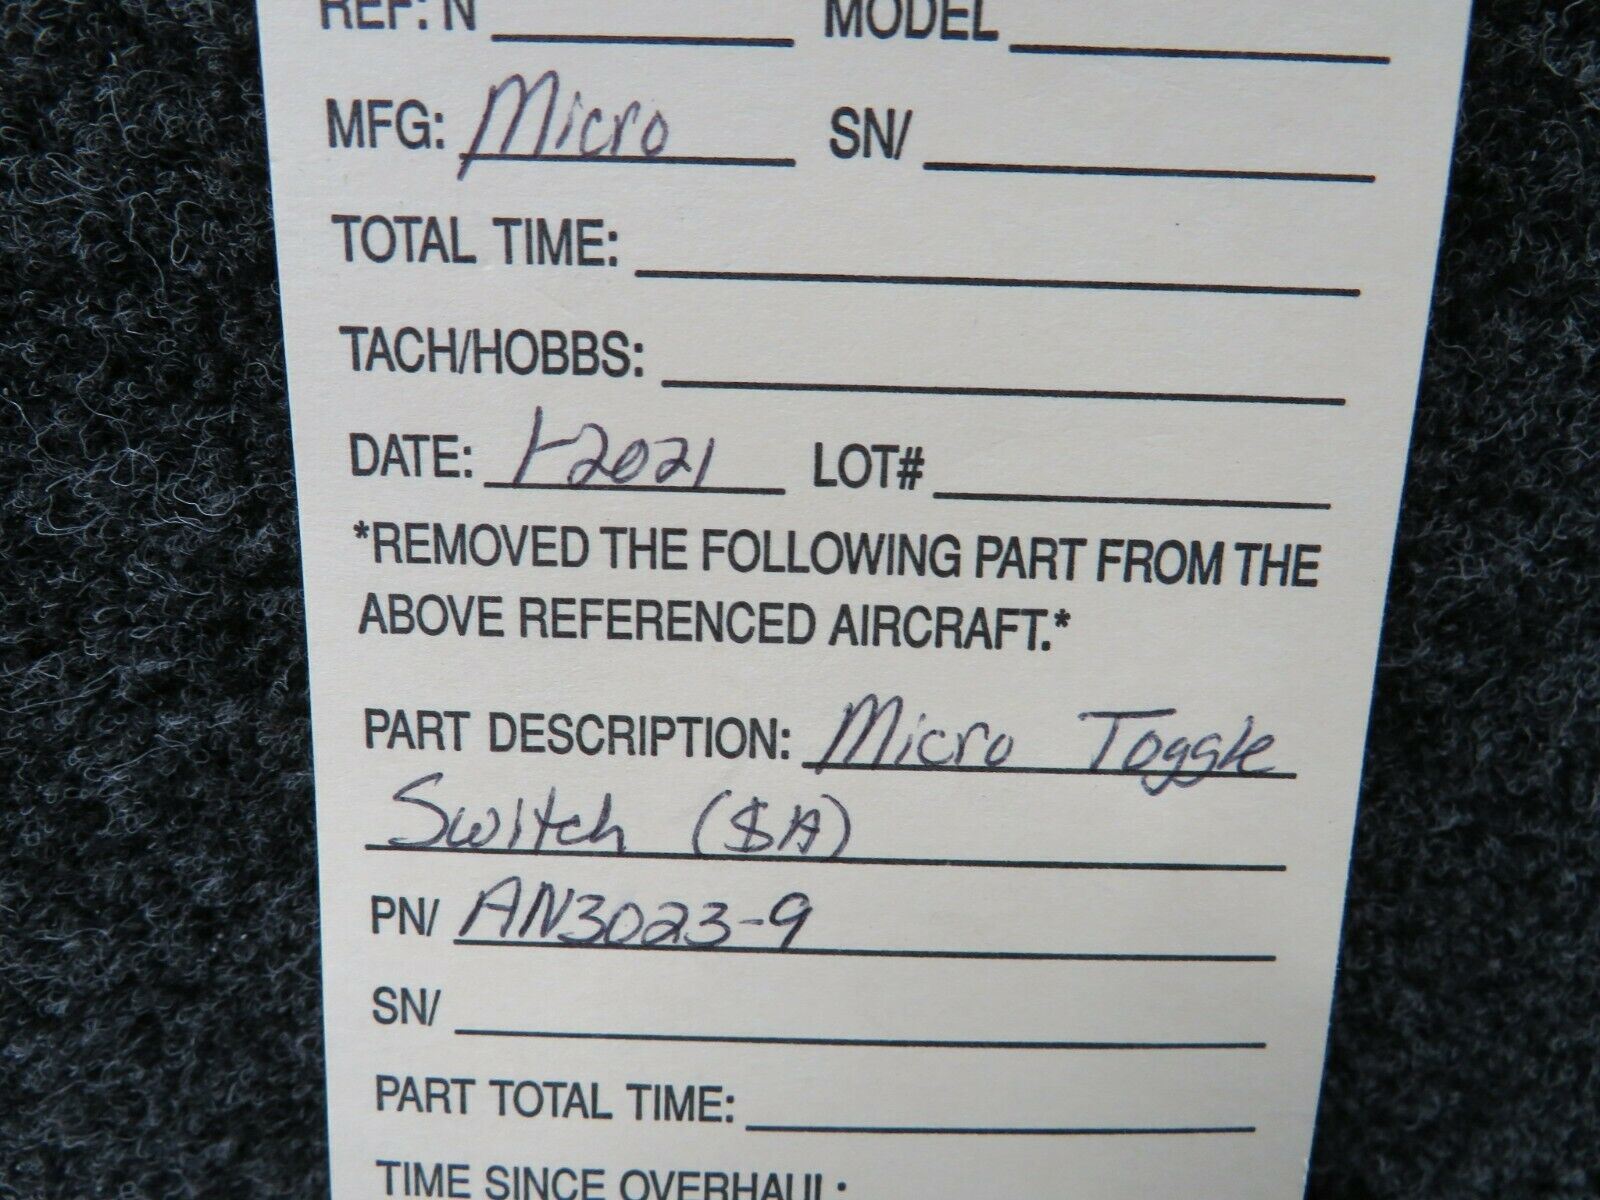 REF: N MODEL
MFG: Micro SN/
TOTAL TIME:
TACH/HOBBS:
DATE: 1-2021 LOT#
*REMOVED THE FOLLOWING PART FROM THE
ABOVE REFERENCED AIRCRAFT.*
PART DESCRIPTION: Micro Toggle
Switch
PN/ AN3023-9
SN/
PART TOTAL TIME:
TIME SINCE OVERHAUL: